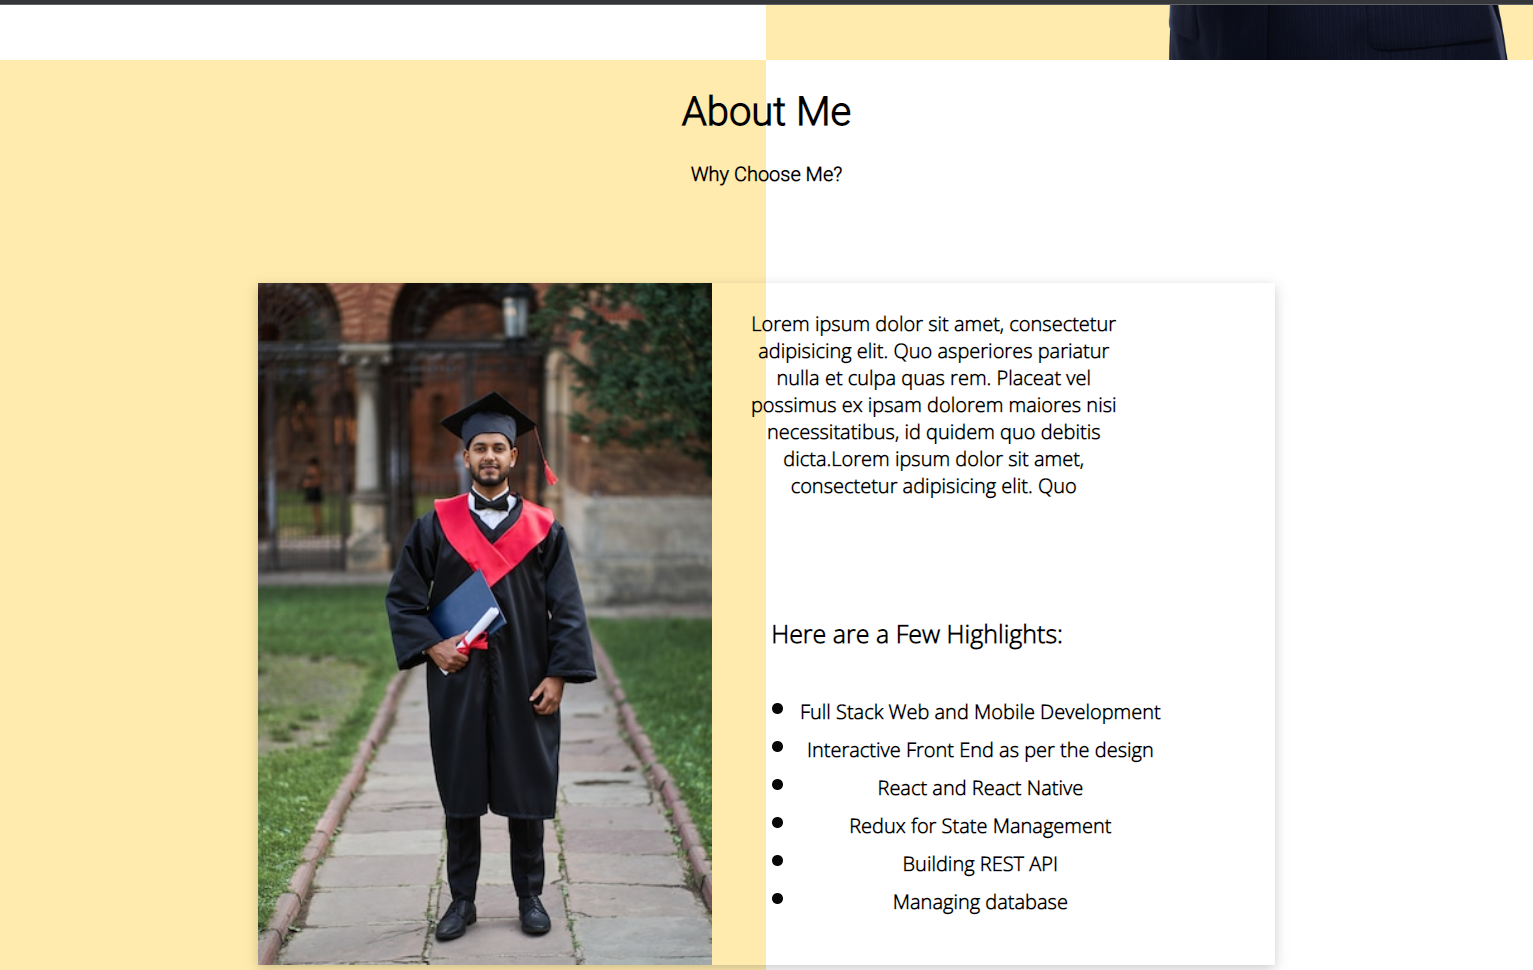 About Me
Why Choose Me?
Lorem ipsum dolor sit amet, consectetur
adipisicing elit. Quo asperiores pariatur
nulla et culpa quas rem. Placeat vel
possimus ex ipsam dolorem maiores nisi
necessitatibus, id quidem quo debitis
dicta.Lorem ipsum dolor sit amet,
consectetur adipisicing elit. Quo
Here are a Few Highlights:
Full Stack Web and Mobile Development
Interactive Front End as per the design
React and React Native
Redux for State Management
Building REST API
Managing database